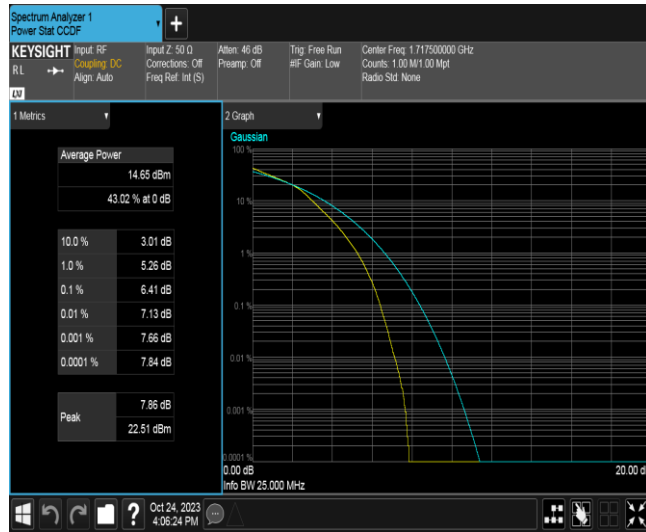 Spectrum Analyzer 1
Power Stat CCDF
KEYSIGHT
RL
LXI
Input: RF
Coupling: DC
Align: Auto
Input Z: 50 Ω
Corrections: Off
Freq Ref: Int (S)
Atten: 46 dB
Preamp: Off
Trig: Free Run
#IF Gain: Low
Center Freq: 1.717500000 GHz
Counts: 1.00 M/1.00 Mpt
Radio Std: None
1 Metrics
Average Power
14.65 dBm
43.02 % at 0 dB
10.0 % 3.01 dB
1.0 % 5.26 dB
0.1 % 6.41 dB
0.01 % 7.13 dB
0.001 % 7.66 dB
0.0001 % 7.84 dB
Peak
7.86 dB
22.51 dBm
2 Graph
Gaussian
100 %
10 %
1 %
0.1 %
0.01 %
0.001 %
0.0001 %
0.00 dB
20.00 d
Info BW 25.000 MHz
?
Oct 24, 2023
4:06:24 PM